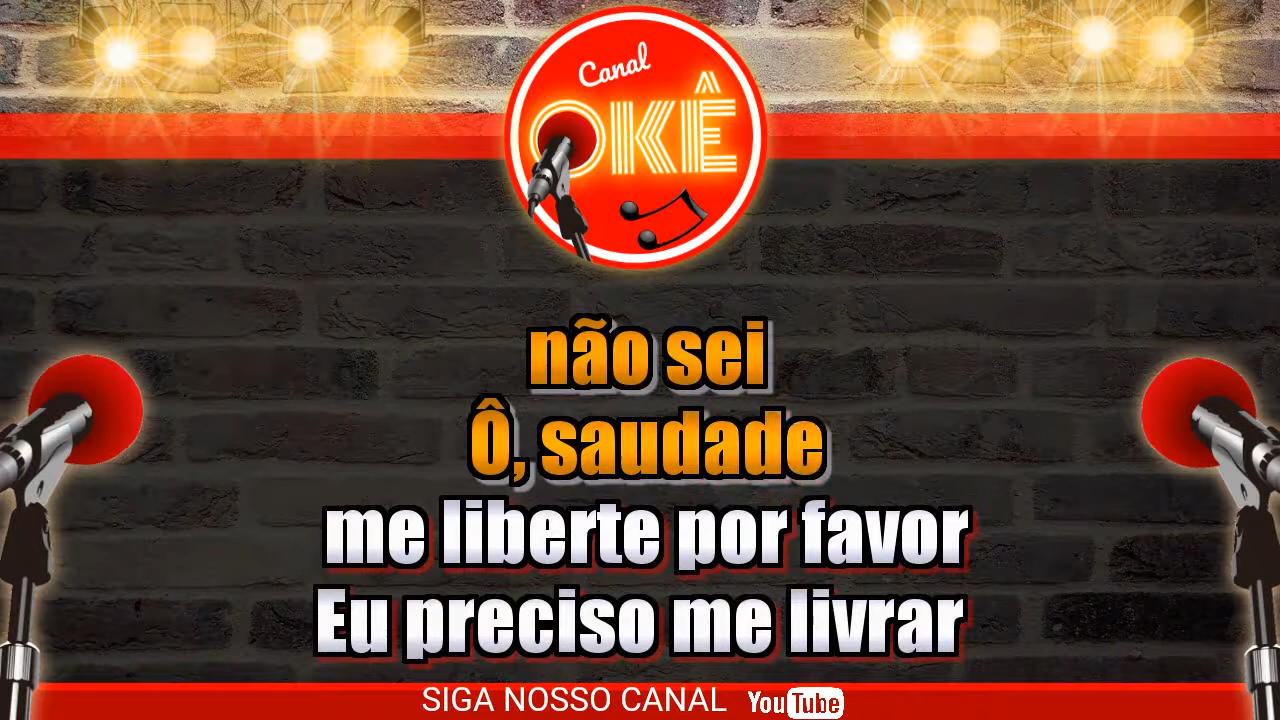 Canal
OKÊ
não sei
Ô, saudade
me liberte por favor
Eu preciso me livrar
SIGA NOSSO CANAL YouTube